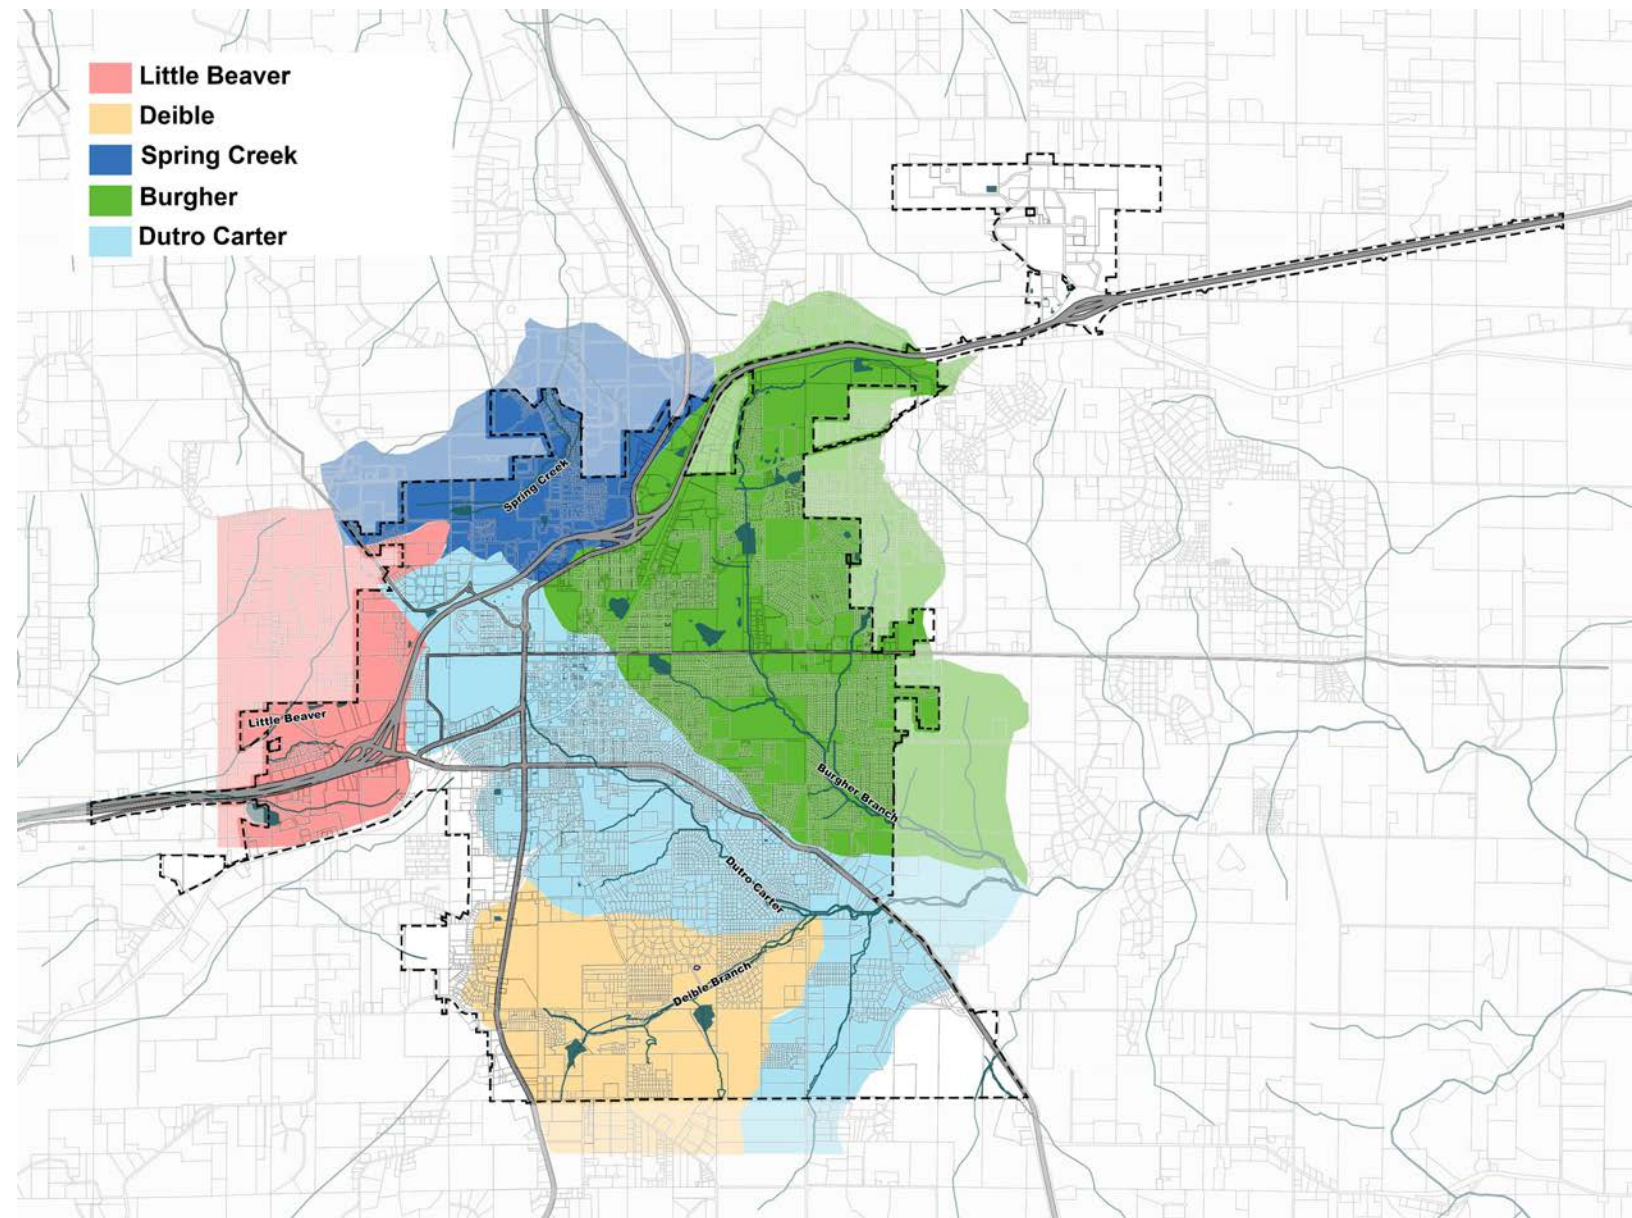 Little Beaver
Deible
Spring Creek
Burgher
Dutro Carter
Spring Creek
Little Beaver
Burgher Branch
Dutro Carter
Deible Branch